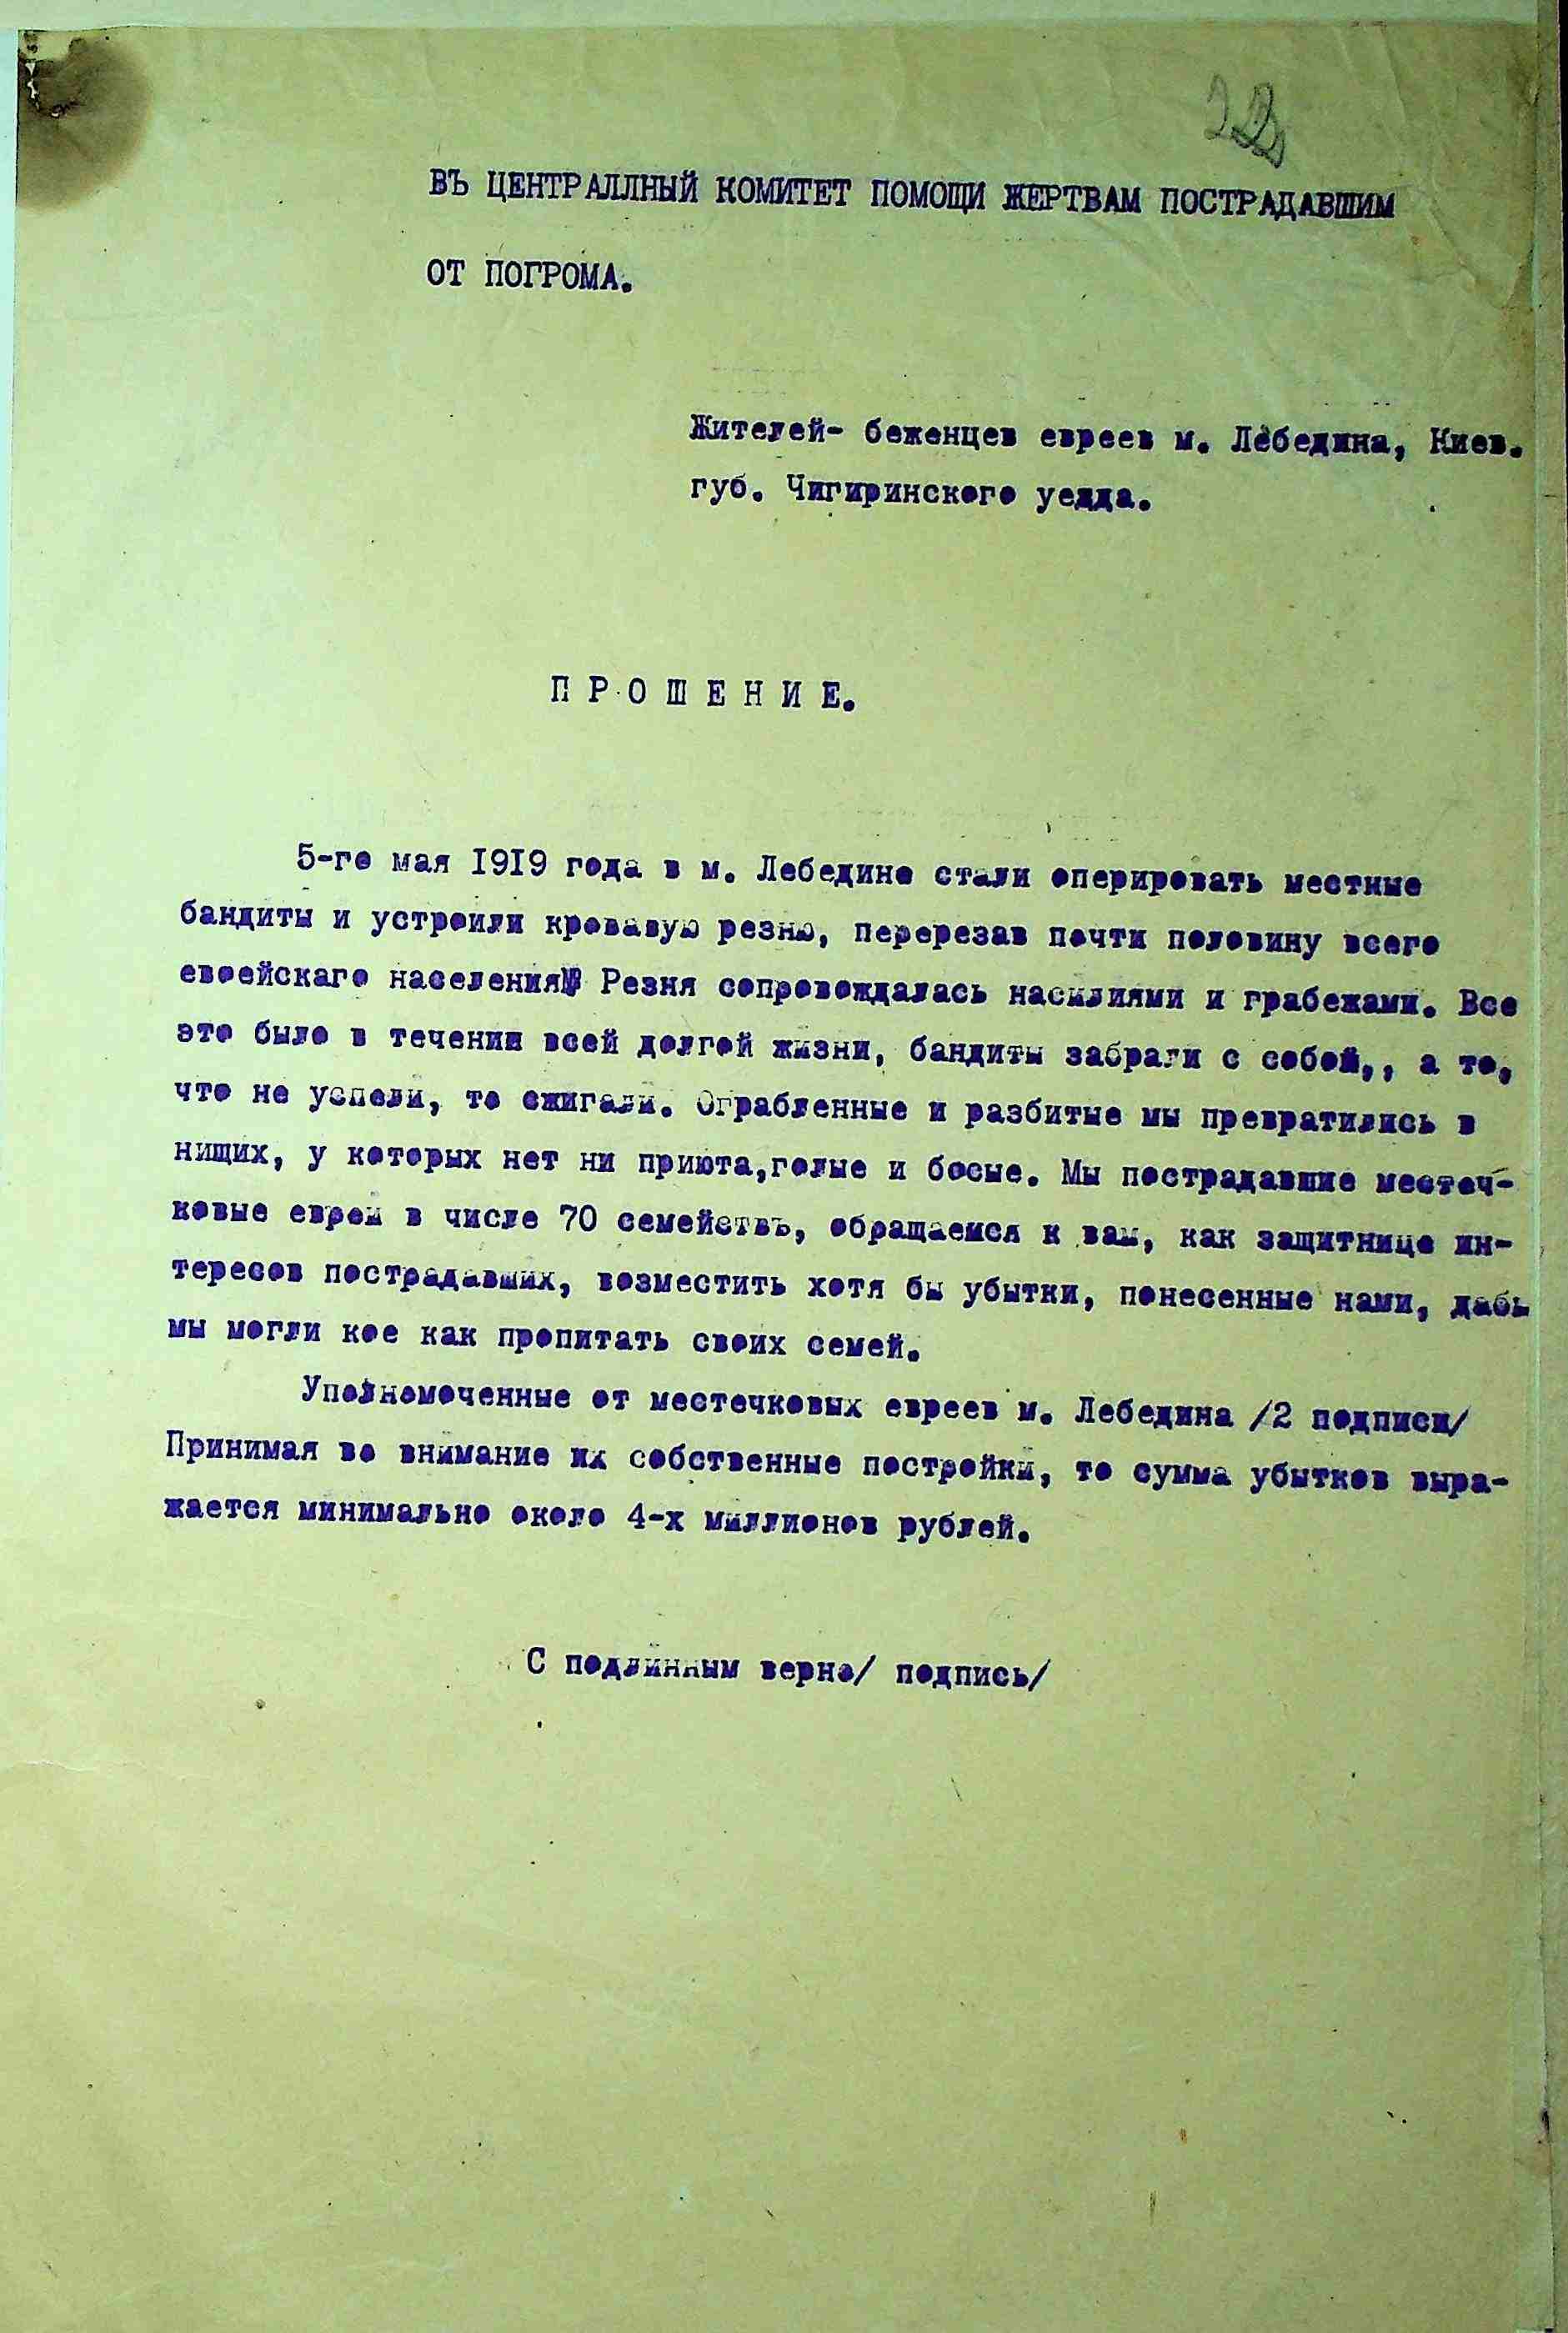 22
ВЪ ЦЕНТРАЛЛНЫЙ КОМИТЕТ ПОМОЩИ ЖЕРТВАМ ПОСТРАДАВШИМ
ОТ ПОГРОМА.
Жителей- беженцев евреев м. Лебедина, Киев.
губ. Чигиринского уезда.
П Р О Ш Е Н И Е.
5-го мая 1919 года в м. Лебедине стали оперировать местные
бандиты и устроили кровавую резню, перерезав почти половину всего
еврейскаго населения. Резня сопровождалась насилиями и грабежами. Все
это было в течении всей долгой жизни, бандиты забрали с собой,, а то,
что не успели, то сжигали. Ограбленные и разбитые мы превратились в
нищих, у которых нет ни приюта,голые и босые. Мы пострадавшие местеч-
ковые евреи в числе 70 семействъ, обращаемся к вам, как защитнице ин-
тересов пострадавших, возместить хотя бы убытки, понесенные нами, дабы
мы могли кое как пропитать своих семей.
Уполномоченные от местечковых евреев м. Лебедина /2 подписи/
Принимая во внимание их собственные постройки, то сумма убытков выра-
жается минимально около 4-х миллионов рублей.
С подлинным верно/ подпись/